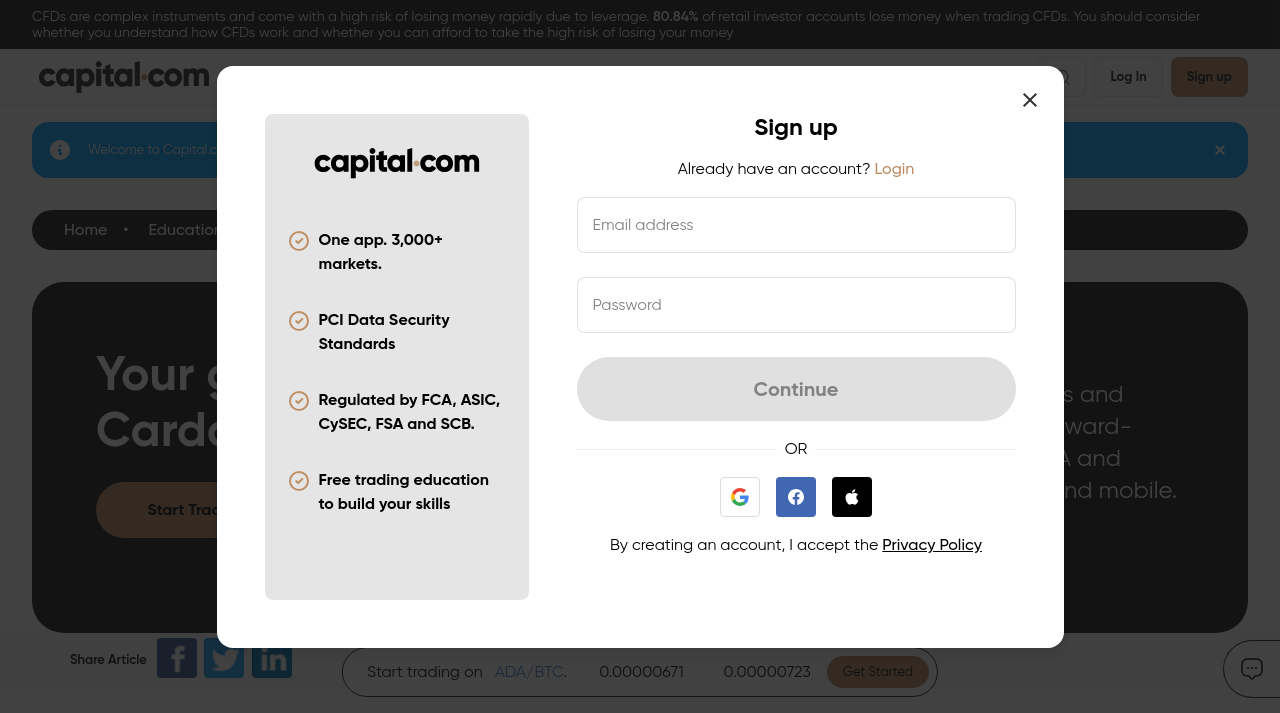 CFDs are complex instruments and come with a high risk of losing money rapidly due to leverage. 80.84% of retail investor accounts lose money when trading CFDs. You should consider
whether you understand how CFDs work and whether you can afford to take the high risk of losing your money
capital.com
Log In
Sign up
Welcome to Capital.c
Home
Education
Your g
Carda
Start Trad
s and
ward-
A and
nd mobile.
Sign up
Already have an account? Login
Email address
Password
Continue
OR
By creating an account, I accept the Privacy Policy
capital.com
One app. 3,000+
markets.
PCI Data Security
Standards
Regulated by FCA, ASIC,
CySEC, FSA and SCB.
Free trading education
to build your skills
Share Article
Start trading on ADA/BTC. 0.00000671 0.00000723 Get Started